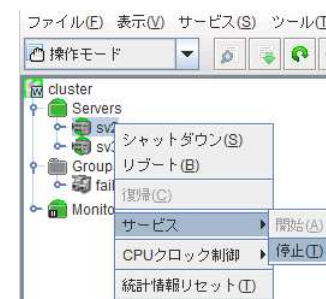 ファイル(F) 表示(V) サービス(S) ツール(T
操作モード
cluster
Servers
sv2
シャットダウン(S)
リブート(B)
復帰(C)
サービス
開始(A)
停止(T)
CPUクロック制御
統計情報リセット(T)